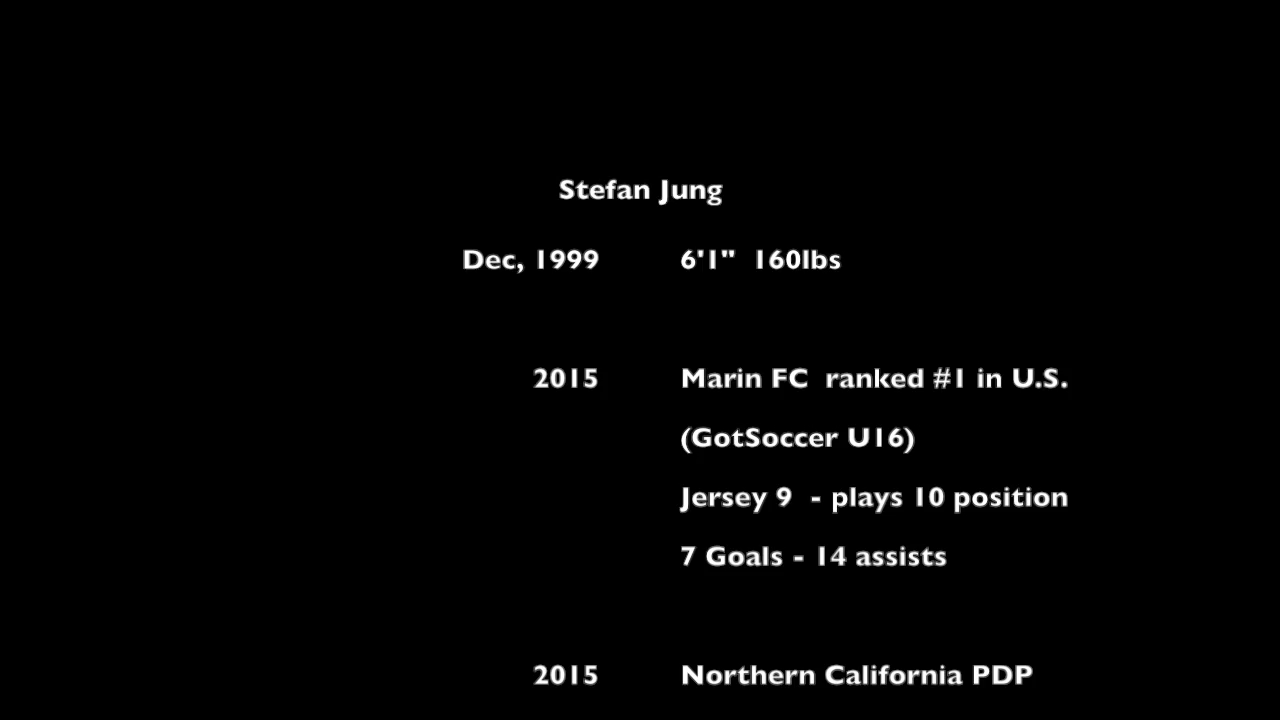 Stefan Jung
Dec, 1999 6'1" 160lbs
2015 Marin FC ranked #1 in U.S.
(GotSoccer U16)
Jersey 9 - plays 10 position
7 Goals - 14 assists
2015 Northern California PDP